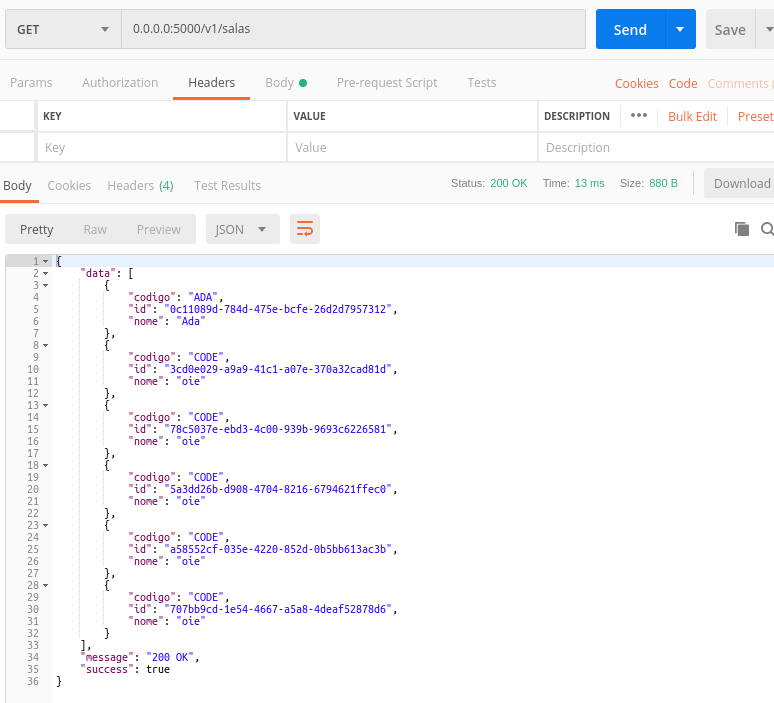 GET 0.0.0.0:5000/v1/salas Send Save
Params Authorization Headers Body Pre-request Script Tests Cookies Code Comments (
KEY VALUE DESCRIPTION ••• Bulk Edit Preset
Key Value Description
Body Cookies Headers (4) Test Results Status: 200 OK Time: 13 ms Size: 880 B Download
Pretty Raw Preview JSON
1 {
2 "data": [
3 {
4 "codigo": "ADA",
5 "id": "0c11089d-784d-475e-bcfe-26d2d7957312",
6 "nome": "Ada"
7 },
8 {
9 "codigo": "CODE",
10 "id": "3cd0e029-a9a9-41c1-a07e-370a32cad81d",
11 "nome": "oie"
12 },
13 {
14 "codigo": "CODE",
15 "id": "78c5037e-ebd3-4c00-939b-9693c6226581",
16 "nome": "oie"
17 },
18 {
19 "codigo": "CODE",
20 "id": "5a3dd26b-d908-4704-8216-6794621ffec0",
21 "nome": "oie"
22 },
23 {
24 "codigo": "CODE",
25 "id": "a58552cf-035e-4220-852d-0b5bb613ac3b",
26 "nome": "oie"
27 },
28 {
29 "codigo": "CODE",
30 "id": "707bb9cd-1e54-4667-a5a8-4deaf52878d6",
31 "nome": "oie"
32 }
33 ],
34 "message": "200 OK",
35 "success": true
36 }